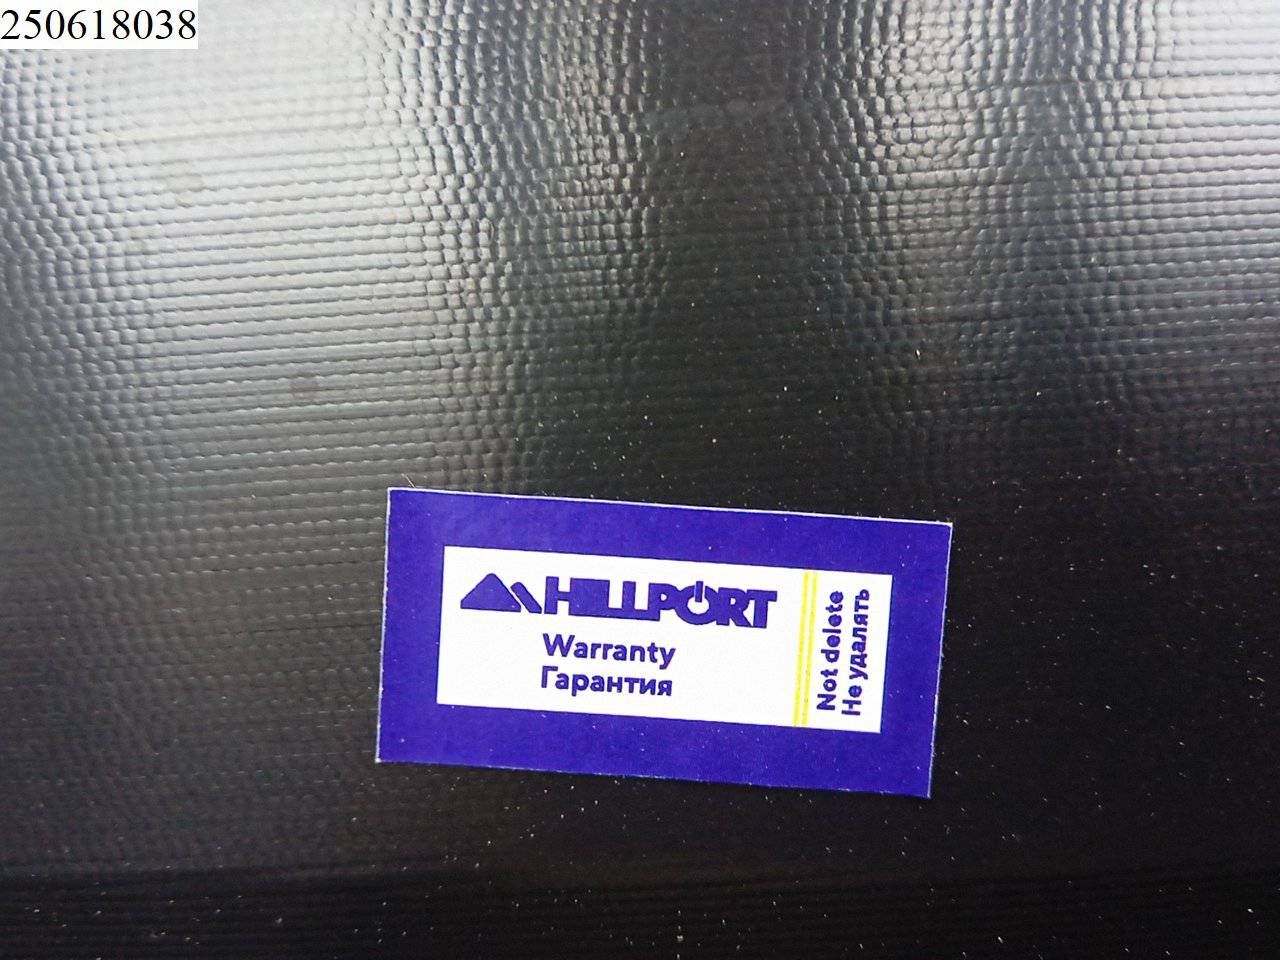 250618038
HILLPORT
Warranty
Гарантия
Not delete
Не удалять